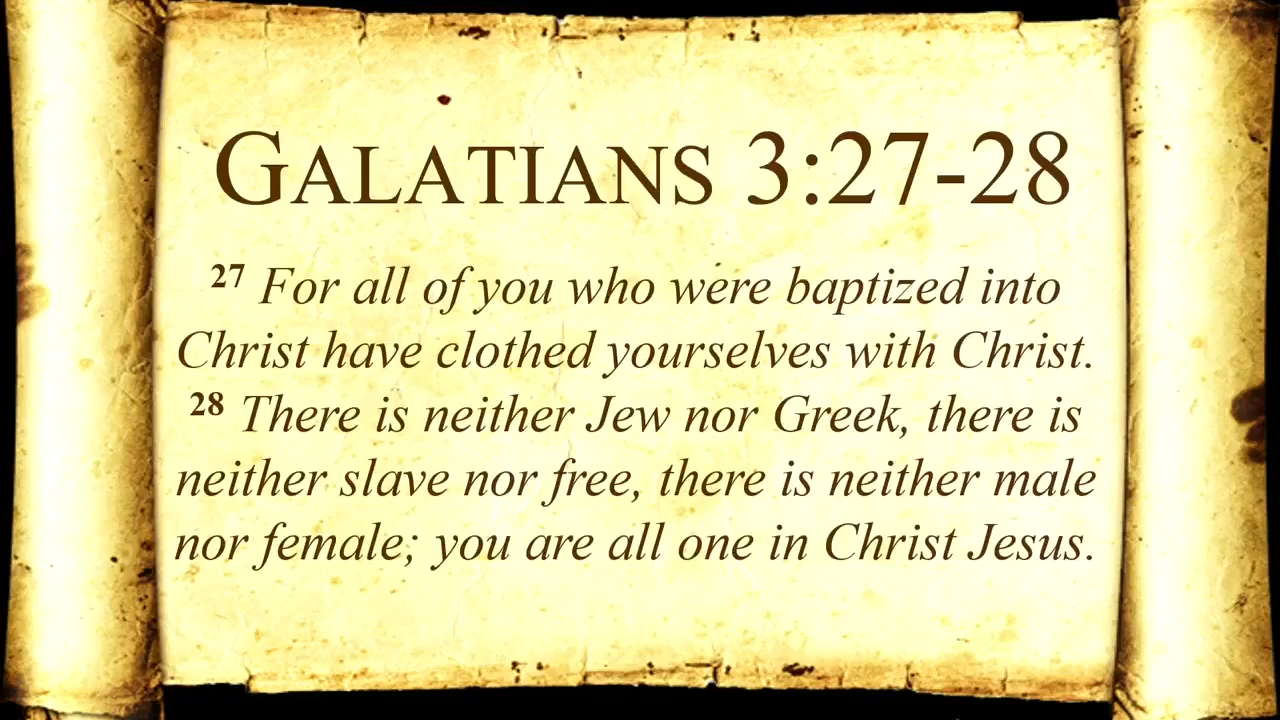 GALATIANS 3:27-28
27 For all of you who were baptized into
Christ have clothed yourselves with Christ.
28 There is neither Jew nor Greek, there is
neither slave nor free, there is neither male
nor female; you are all one in Christ Jesus.